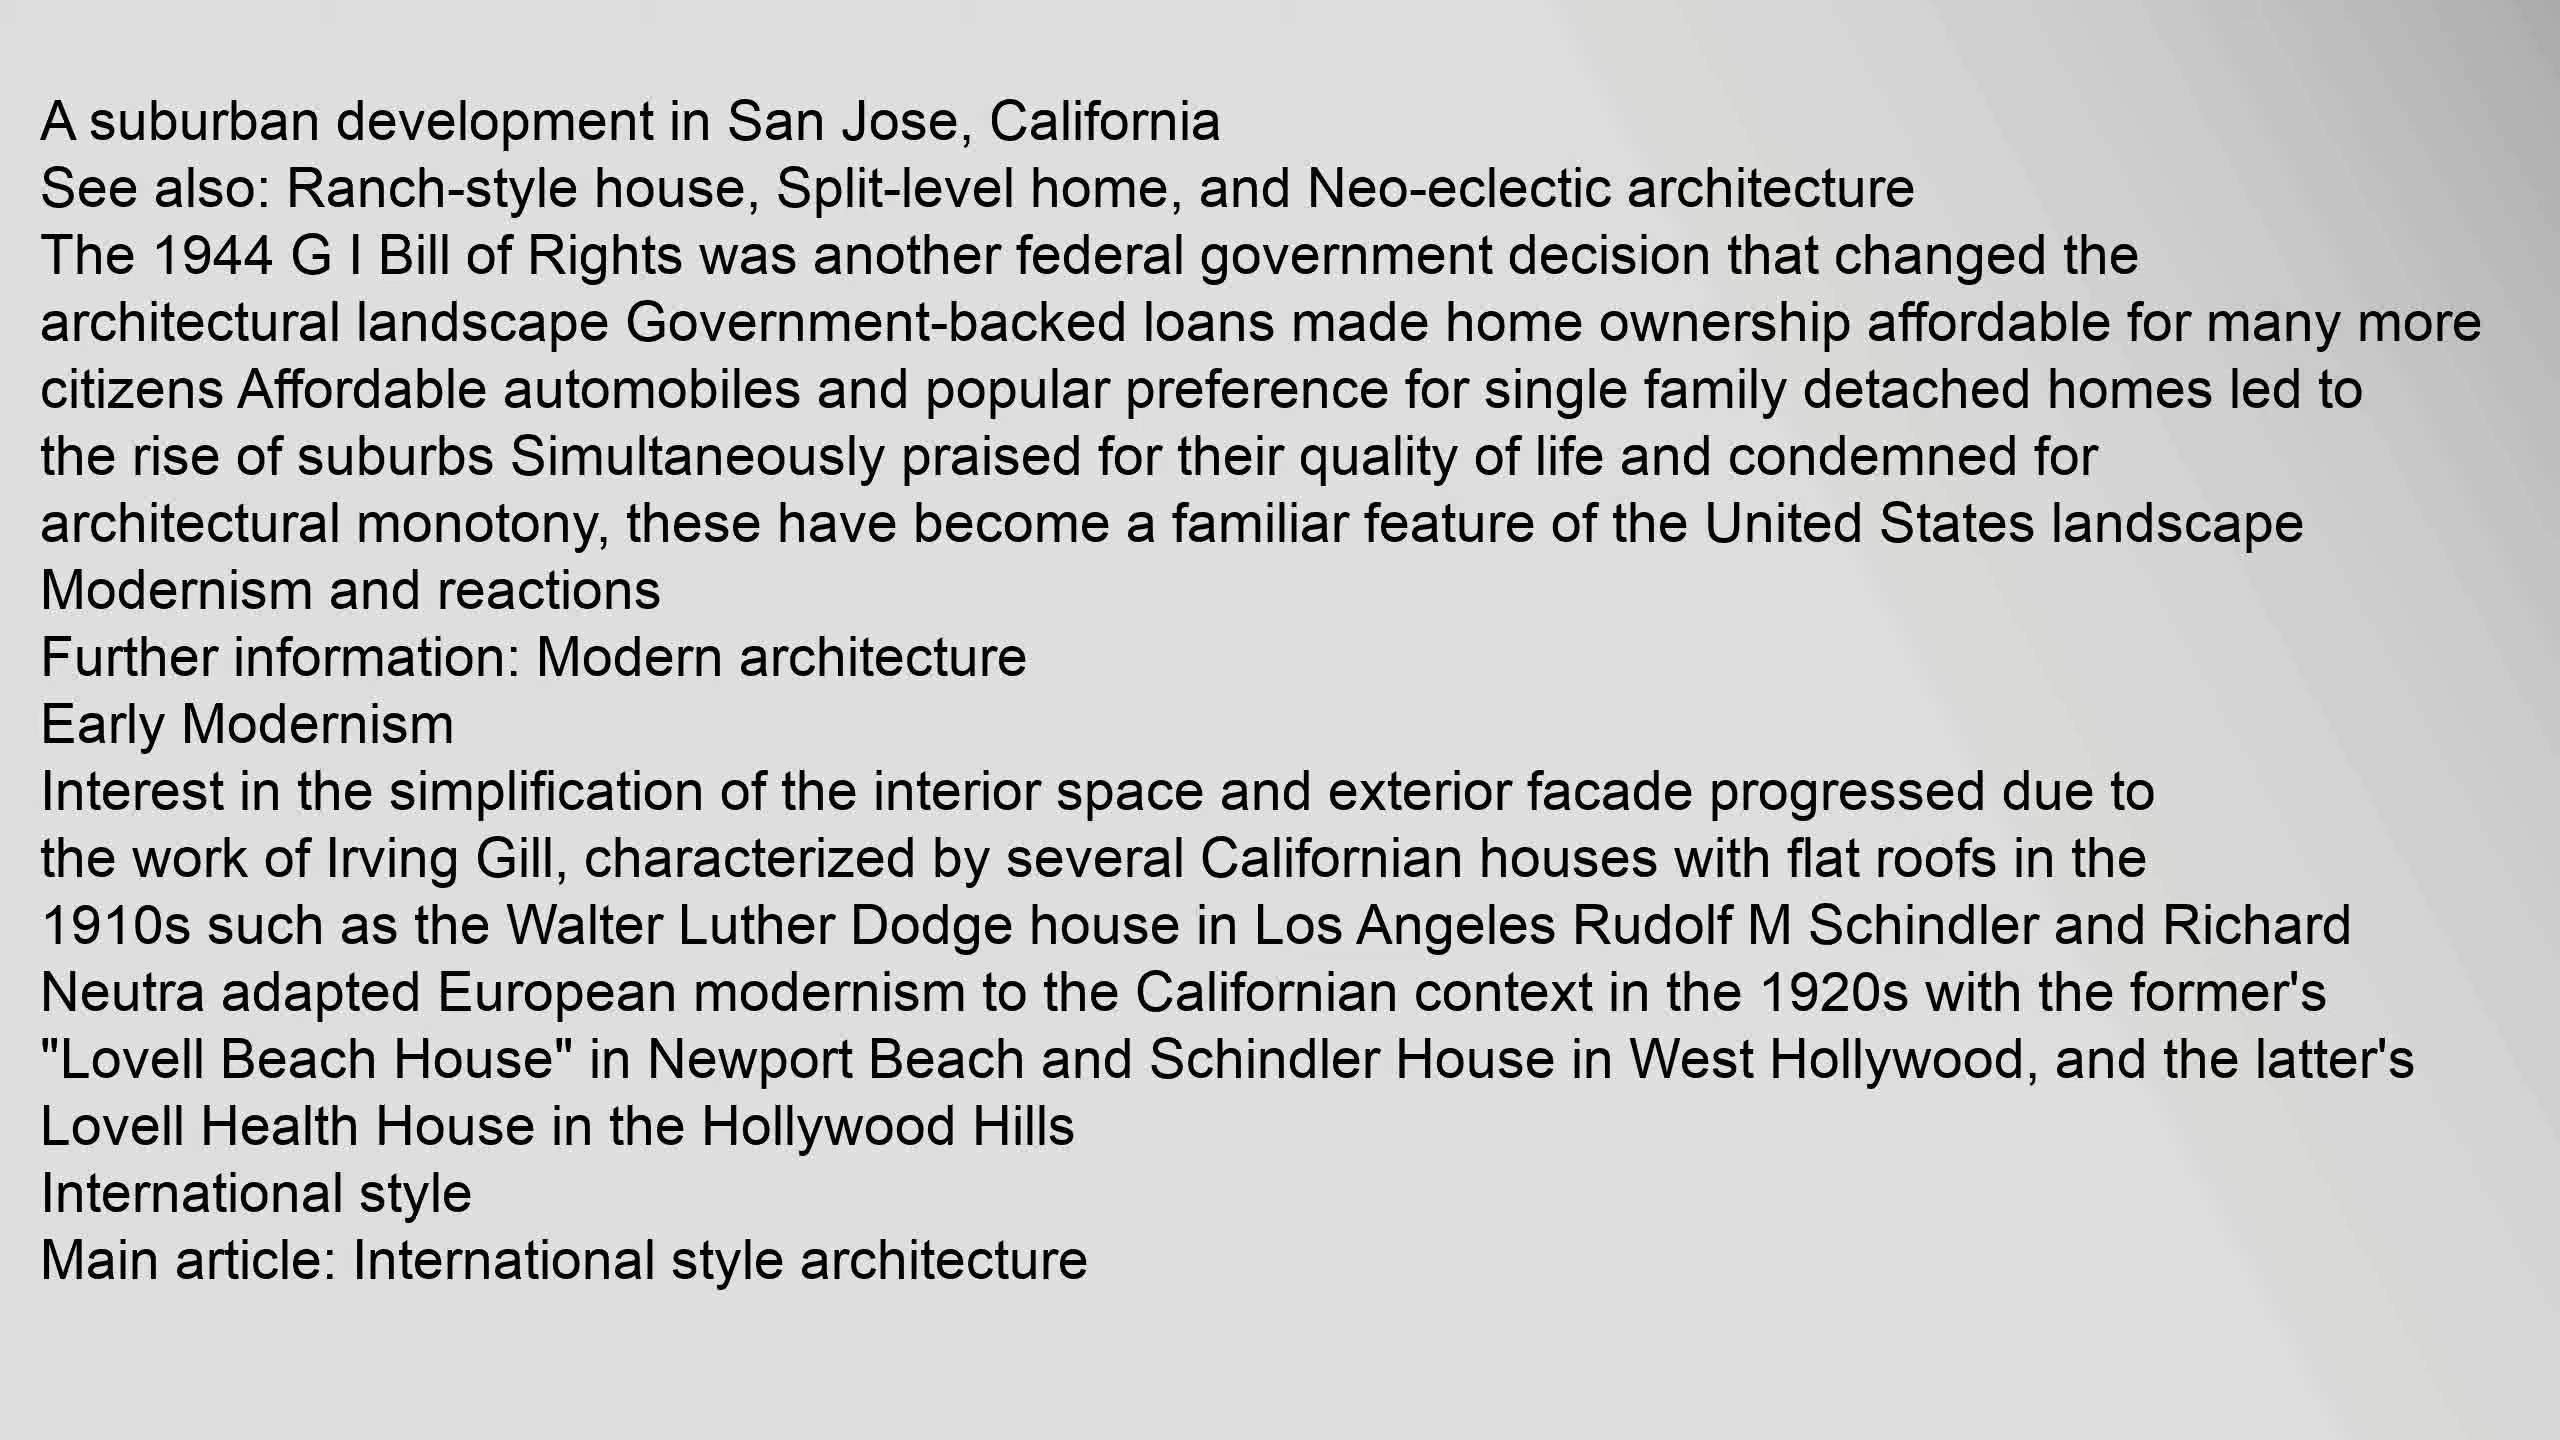 A suburban development in San Jose, California
See also: Ranch-style house, Split-level home, and Neo-eclectic architecture
The 1944 G I Bill of Rights was another federal government decision that changed the
architectural landscape Government-backed loans made home ownership affordable for many more
citizens Affordable automobiles and popular preference for single family detached homes led to
the rise of suburbs Simultaneously praised for their quality of life and condemned for
architectural monotony, these have become a familiar feature of the United States landscape
Modernism and reactions
Further information: Modern architecture
Early Modernism
Interest in the simplification of the interior space and exterior facade progressed due to
the work of Irving Gill, characterized by several Californian houses with flat roofs in the
1910s such as the Walter Luther Dodge house in Los Angeles Rudolf M Schindler and Richard
Neutra adapted European modernism to the Californian context in the 1920s with the former's
"Lovell Beach House" in Newport Beach and Schindler House in West Hollywood, and the latter's
Lovell Health House in the Hollywood Hills
International style
Main article: International style architecture